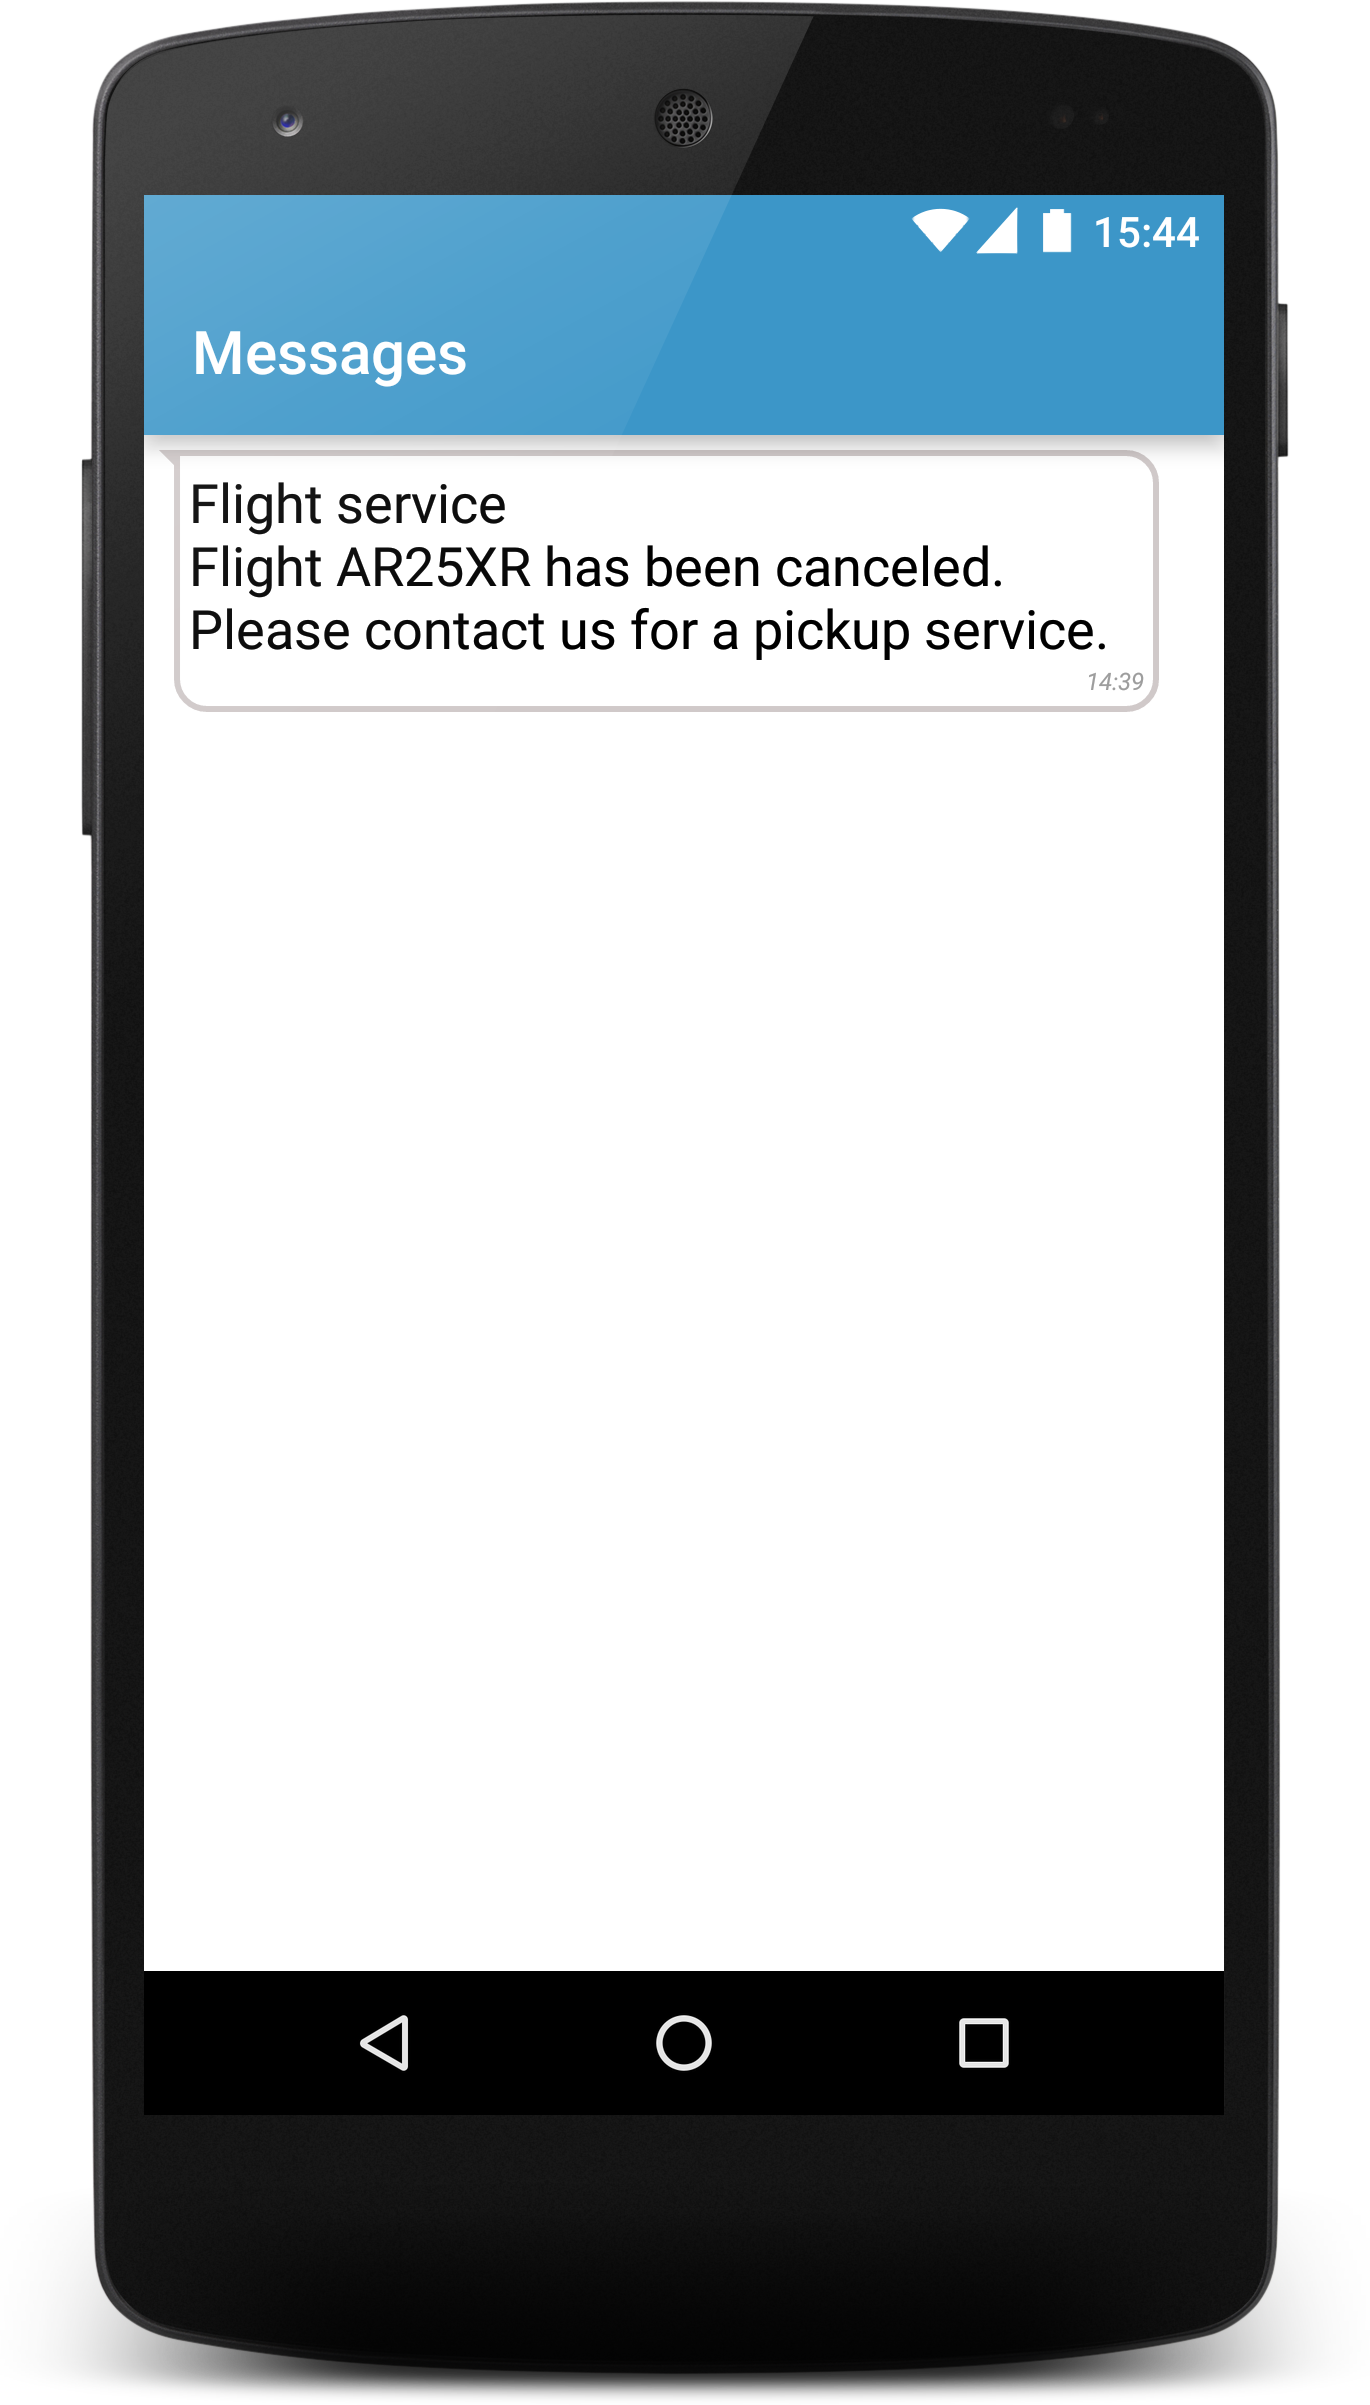 15:44
Messages
Flight service
Flight AR25XR has been canceled.
Please contact us for a pickup service.
14:39